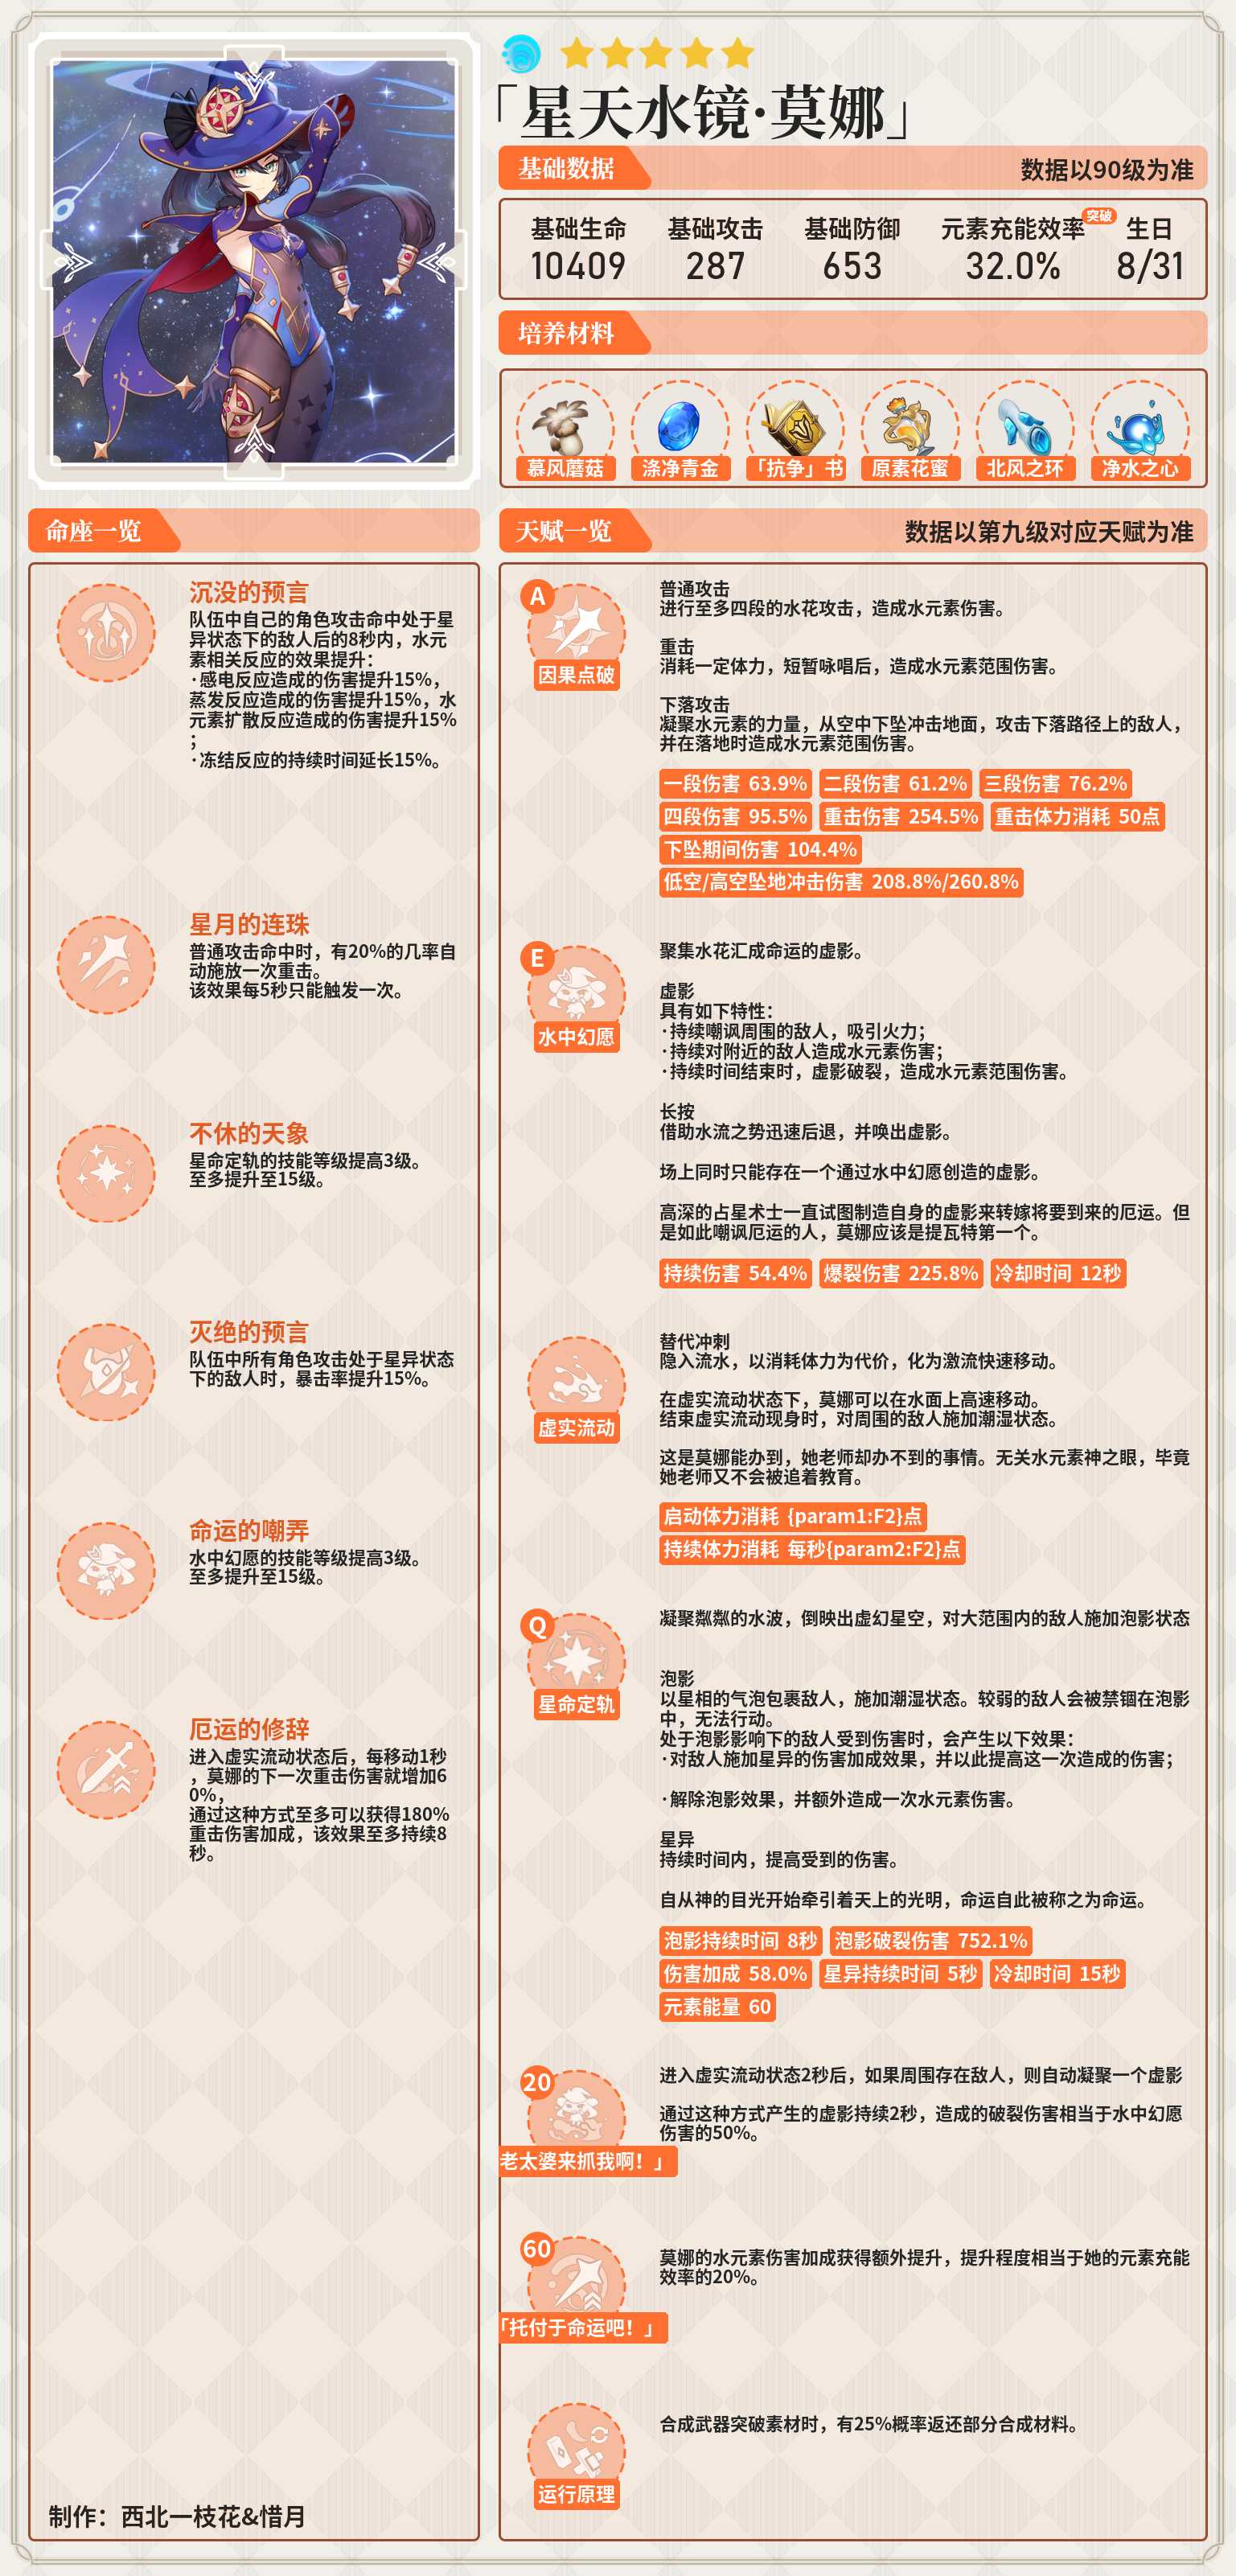 「星天水镜·莫娜」
基础数据
数据以90级为准
基础生命 基础攻击 基础防御 元素充能效率 突破 生日
10409 287 653 32.0% 8/31
培养材料
慕风蘑菇 涤净青金 「抗争」书 原素花蜜 北风之环 净水之心
命座一览
沉没的预言
队伍中自己的角色攻击命中处于星
异状态下的敌人后的8秒内，水元
素相关反应的效果提升：
·感电反应造成的伤害提升15%，
蒸发反应造成的伤害提升15%，水
元素扩散反应造成的伤害提升15%
；
·冻结反应的持续时间延长15%。
星月的连珠
普通攻击命中时，有20%的几率自
动施放一次重击。
该效果每5秒只能触发一次。
不休的天象
星命定轨的技能等级提高3级。
至多提升至15级。
灭绝的预言
队伍中所有角色攻击处于星异状态
下的敌人时，暴击率提升15%。
命运的嘲弄
水中幻愿的技能等级提高3级。
至多提升至15级。
厄运的修辞
进入虚实流动状态后，每移动1秒
，莫娜的下一次重击伤害就增加6
0%，
通过这种方式至多可以获得180%
重击伤害加成，该效果至多持续8
秒。
制作：西北一枝花&惜月
天赋一览
数据以第九级对应天赋为准
A
因果点破
普通攻击
进行至多四段的水花攻击，造成水元素伤害。
重击
消耗一定体力，短暂咏唱后，造成水元素范围伤害。
下落攻击
凝聚水元素的力量，从空中下坠冲击地面，攻击下落路径上的敌人，
并在落地时造成水元素范围伤害。
一段伤害 63.9% 二段伤害 61.2% 三段伤害 76.2%
四段伤害 95.5% 重击伤害 254.5% 重击体力消耗 50点
下坠期间伤害 104.4%
低空/高空坠地冲击伤害 208.8%/260.8%
E
水中幻愿
聚集水花汇成命运的虚影。
虚影
具有如下特性：
·持续嘲讽周围的敌人，吸引火力；
·持续对附近的敌人造成水元素伤害；
·持续时间结束时，虚影破裂，造成水元素范围伤害。
长按
借助水流之势迅速后退，并唤出虚影。
场上同时只能存在一个通过水中幻愿创造的虚影。
高深的占星术士一直试图制造自身的虚影来转嫁将要到来的厄运。但
是如此嘲讽厄运的人，莫娜应该是提瓦特第一个。
持续伤害 54.4% 爆裂伤害 225.8% 冷却时间 12秒
虚实流动
替代冲刺
隐入流水，以消耗体力为代价，化为激流快速移动。
在虚实流动状态下，莫娜可以在水面上高速移动。
结束虚实流动现身时，对周围的敌人施加潮湿状态。
这是莫娜能办到，她老师却办不到的事情。无关水元素神之眼，毕竟
她老师又不会被追着教育。
启动体力消耗 {param1:F2}点
持续体力消耗 每秒{param2:F2}点
Q
星命定轨
凝聚粼粼的水波，倒映出虚幻星空，对大范围内的敌人施加泡影状态
泡影
以星相的气泡包裹敌人，施加潮湿状态。较弱的敌人会被禁锢在泡影
中，无法行动。
处于泡影影响下的敌人受到伤害时，会产生以下效果：
·对敌人施加星异的伤害加成效果，并以此提高这一次造成的伤害；
·解除泡影效果，并额外造成一次水元素伤害。
星异
持续时间内，提高受到的伤害。
自从神的目光开始牵引着天上的光明，命运自此被称之为命运。
泡影持续时间 8秒 泡影破裂伤害 752.1%
伤害加成 58.0% 星异持续时间 5秒 冷却时间 15秒
元素能量 60
20
老太婆来抓我啊！」
进入虚实流动状态2秒后，如果周围存在敌人，则自动凝聚一个虚影
通过这种方式产生的虚影持续2秒，造成的破裂伤害相当于水中幻愿
伤害的50%。
60
「托付于命运吧！」
莫娜的水元素伤害加成获得额外提升，提升程度相当于她的元素充能
效率的20%。
运行原理
合成武器突破素材时，有25%概率返还部分合成材料。